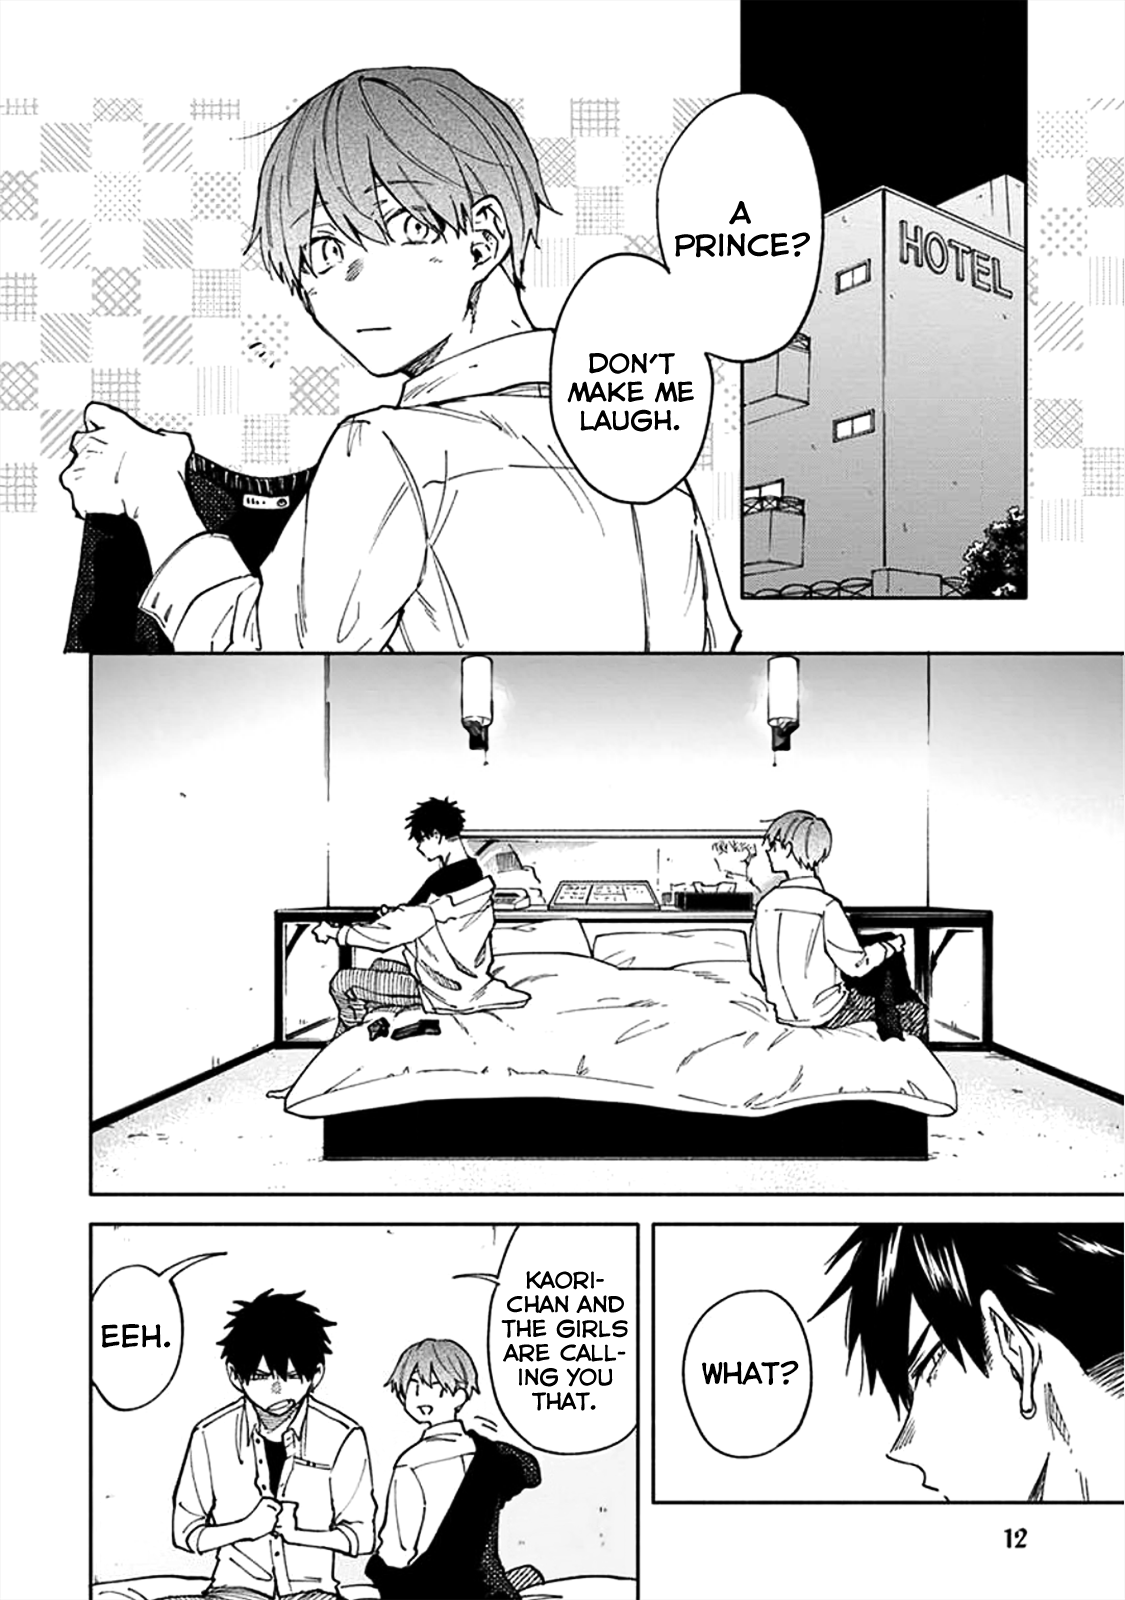 HOTEL
A
PRINCE?
DON'T
MAKE ME
LAUGH.
WHAT?
KAORI-
CHAN AND
THE GIRLS
ARE CALL-
ING YOU
THAT.
EEH.
12